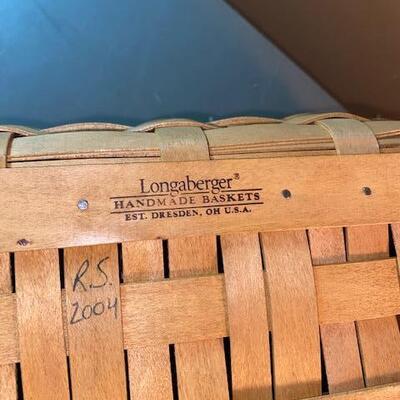 Longaberger®
HANDMADE BASKETS
EST. DRESDEN, OH U.S.A.
R.S.
2004